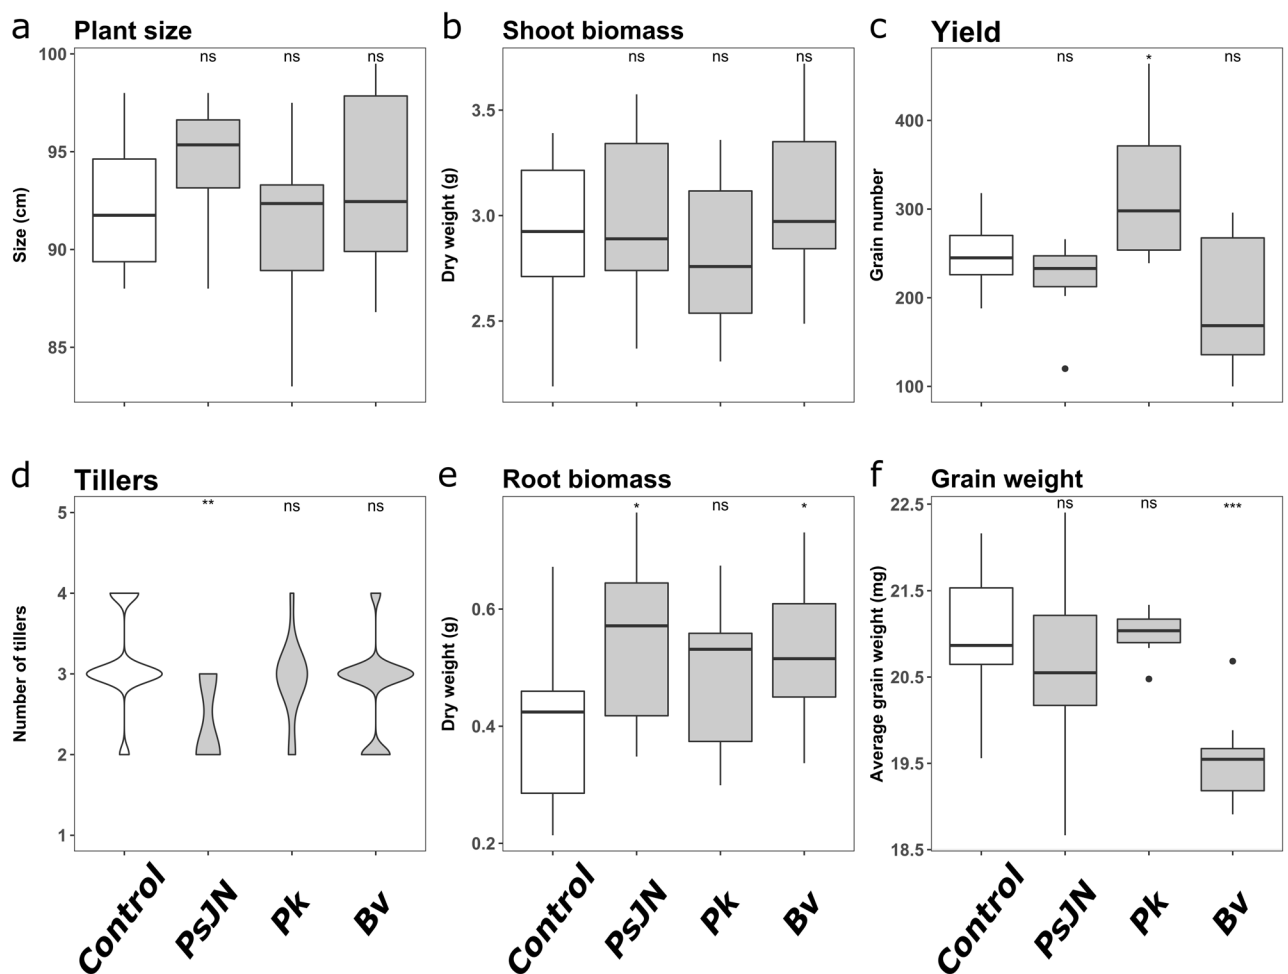 a Plant size
ns ns ns
100
95
90
85
Size (cm)
b Shoot biomass
ns ns ns
3.5
3.0
2.5
Dry weight (g)
c Yield
ns * ns
400
300
200
100
Grain number
d Tillers
** ns ns
5
4
3
2
1
Number of tillers
Control PsJN Pk Bv
e Root biomass
* ns *
0.6
0.4
0.2
Dry weight (g)
Control PsJN Pk Bv
f Grain weight
ns ns ***
22.5
21.5
20.5
19.5
18.5
Average grain weight (mg)
Control PsJN Pk Bv